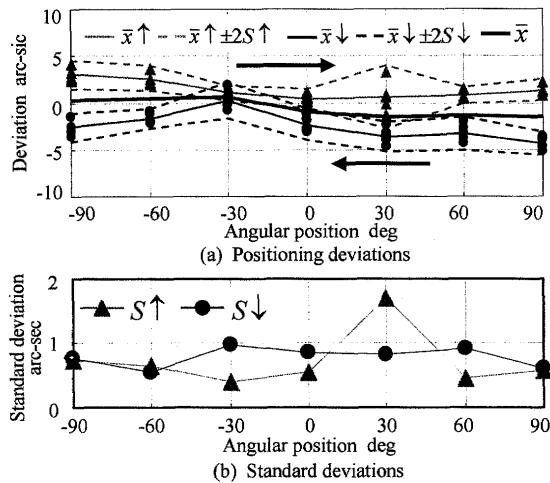 x̄↑ x̄↑±2S↑ x̄↓ x̄↓±2S↓ x̄
Deviation arc-sic
10
5
0
-5
-10
-90 -60 -30 0 30 60 90
Angular position deg
(a) Positioning deviations
S↑ S↓
Standard deviation
arc-sec
2
1
0
-90 -60 -30 0 30 60 90
Angular position deg
(b) Standard deviations